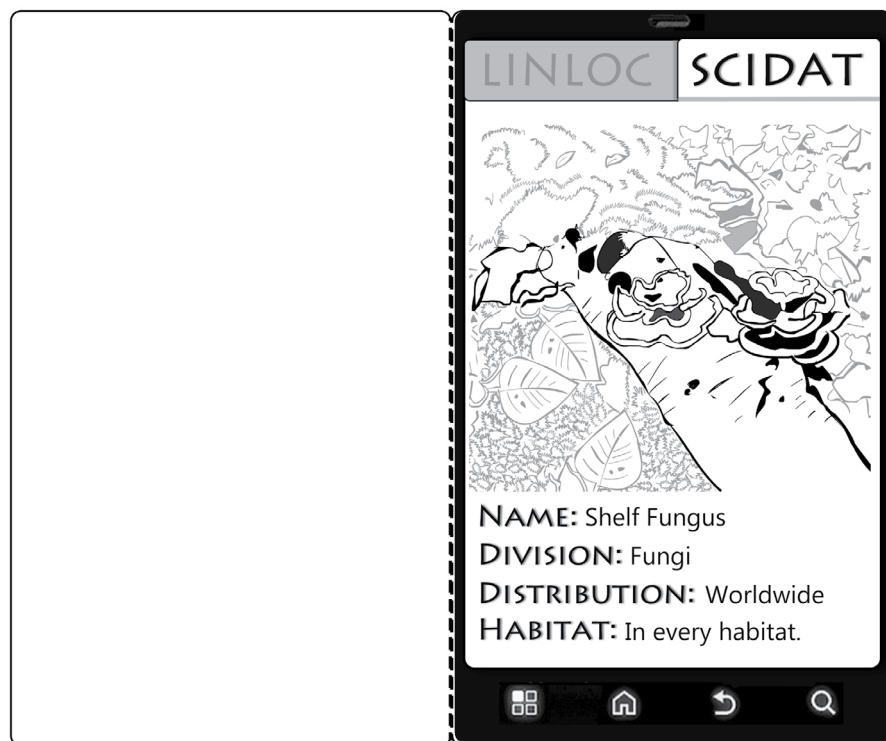 LINLOC SCIDAT
NAME: Shelf Fungus
DIVISION: Fungi
DISTRIBUTION: Worldwide
HABITAT: In every habitat.